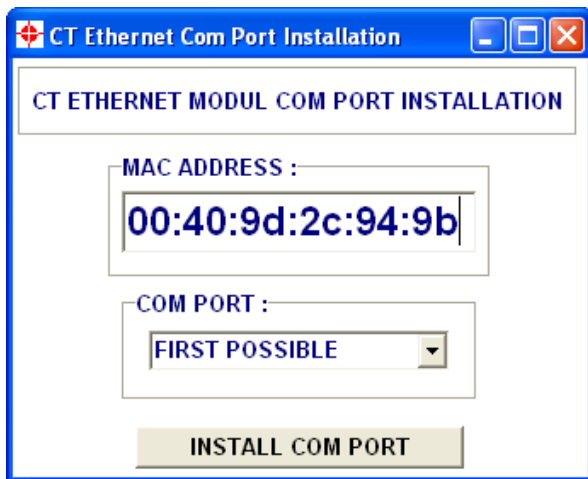 CT Ethernet Com Port Installation
CT ETHERNET MODUL COM PORT INSTALLATION
MAC ADDRESS :
00:40:9d:2c:94:9b
COM PORT :
FIRST POSSIBLE
INSTALL COM PORT